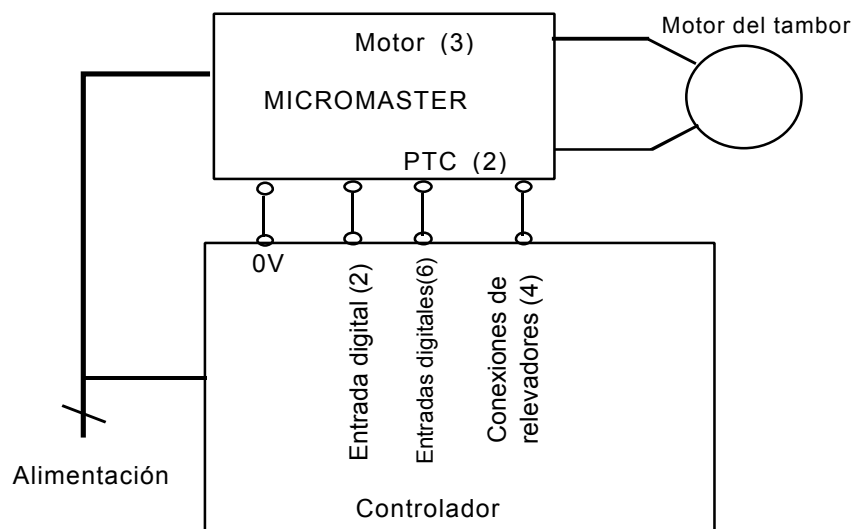 Motor del tambor
Motor (3)
MICROMASTER
PTC (2)
0V
Entrada digital (2)
Entradas digitales(6)
Conexiones de
relevadores (4)
Alimentación
Controlador